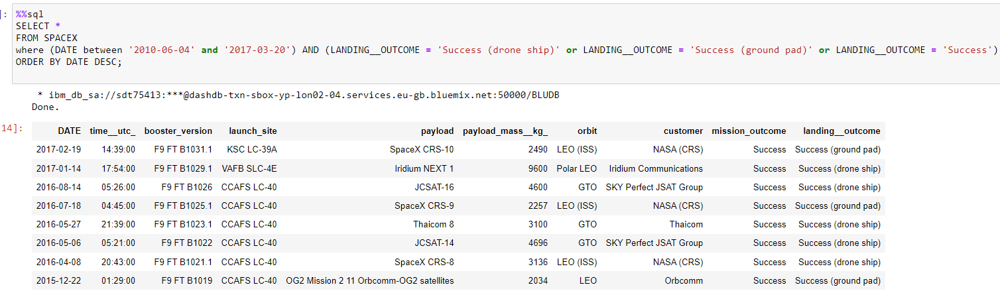 ]: %%sql
SELECT *
FROM SPACEX
where (DATE between '2010-06-04' and '2017-03-20') AND (LANDING__OUTCOME = 'Success (drone ship)' or LANDING__OUTCOME = 'Success (ground pad)' or LANDING__OUTCOME = 'Success')
ORDER BY DATE DESC;
* ibm_db_sa://sdt75413:***@dashdb-txn-sbox-yp-lon02-04.services.eu-gb.bluemix.net:50000/BLUDB
Done.
14]: DATE time__utc_ booster_version launch_site payload payload_mass__kg_ orbit customer mission_outcome landing__outcome
2017-02-19 14:39:00 F9 FT B1031.1 KSC LC-39A SpaceX CRS-10 2490 LEO (ISS) NASA (CRS) Success Success (ground pad)
2017-01-14 17:54:00 F9 FT B1029.1 VAFB SLC-4E Iridium NEXT 1 9600 Polar LEO Iridium Communications Success Success (drone ship)
2016-08-14 05:26:00 F9 FT B1026 CCAFS LC-40 JCSAT-16 4600 GTO SKY Perfect JSAT Group Success Success (drone ship)
2016-07-18 04:45:00 F9 FT B1025.1 CCAFS LC-40 SpaceX CRS-9 2257 LEO (ISS) NASA (CRS) Success Success (ground pad)
2016-05-27 21:39:00 F9 FT B1023.1 CCAFS LC-40 Thaicom 8 3100 GTO Thaicom Success Success (drone ship)
2016-05-06 05:21:00 F9 FT B1022 CCAFS LC-40 JCSAT-14 4696 GTO SKY Perfect JSAT Group Success Success (drone ship)
2016-04-08 20:43:00 F9 FT B1021.1 CCAFS LC-40 SpaceX CRS-8 3136 LEO (ISS) NASA (CRS) Success Success (drone ship)
2015-12-22 01:29:00 F9 FT B1019 CCAFS LC-40 OG2 Mission 2 11 Orbcomm-OG2 satellites 2034 LEO Orbcomm Success Success (ground pad)